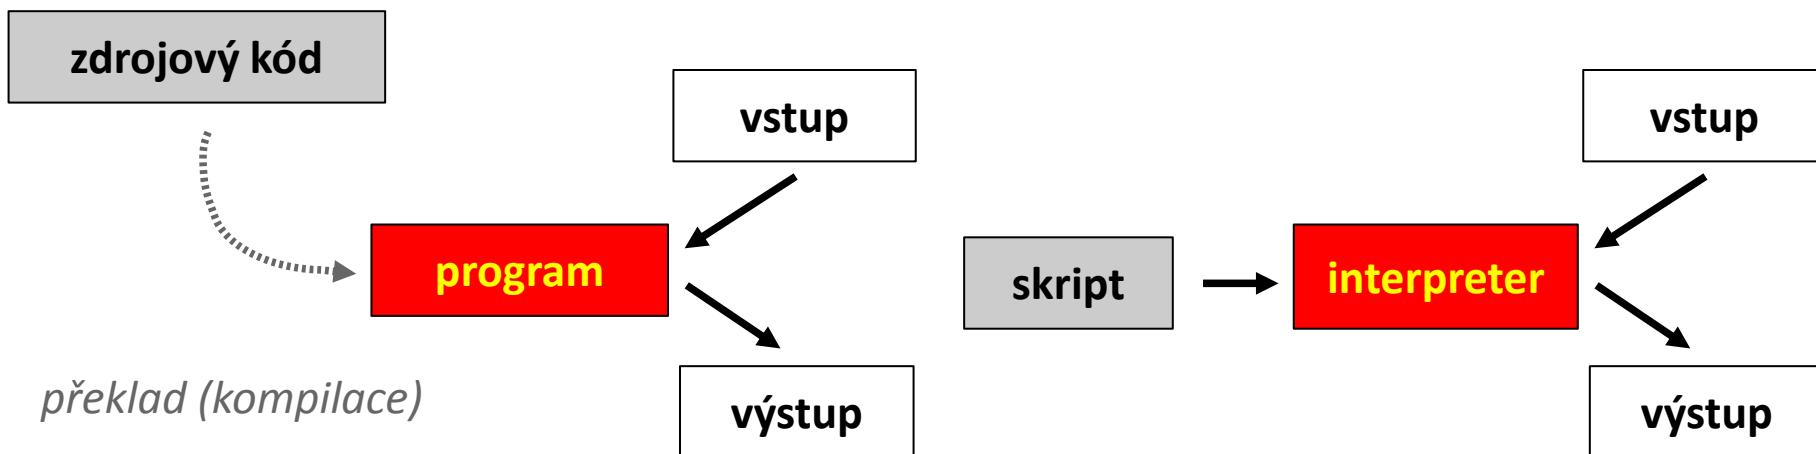 zdrojový kód
vstup
program
výstup
překlad (kompilace)
vstup
skript
interpreter
výstup